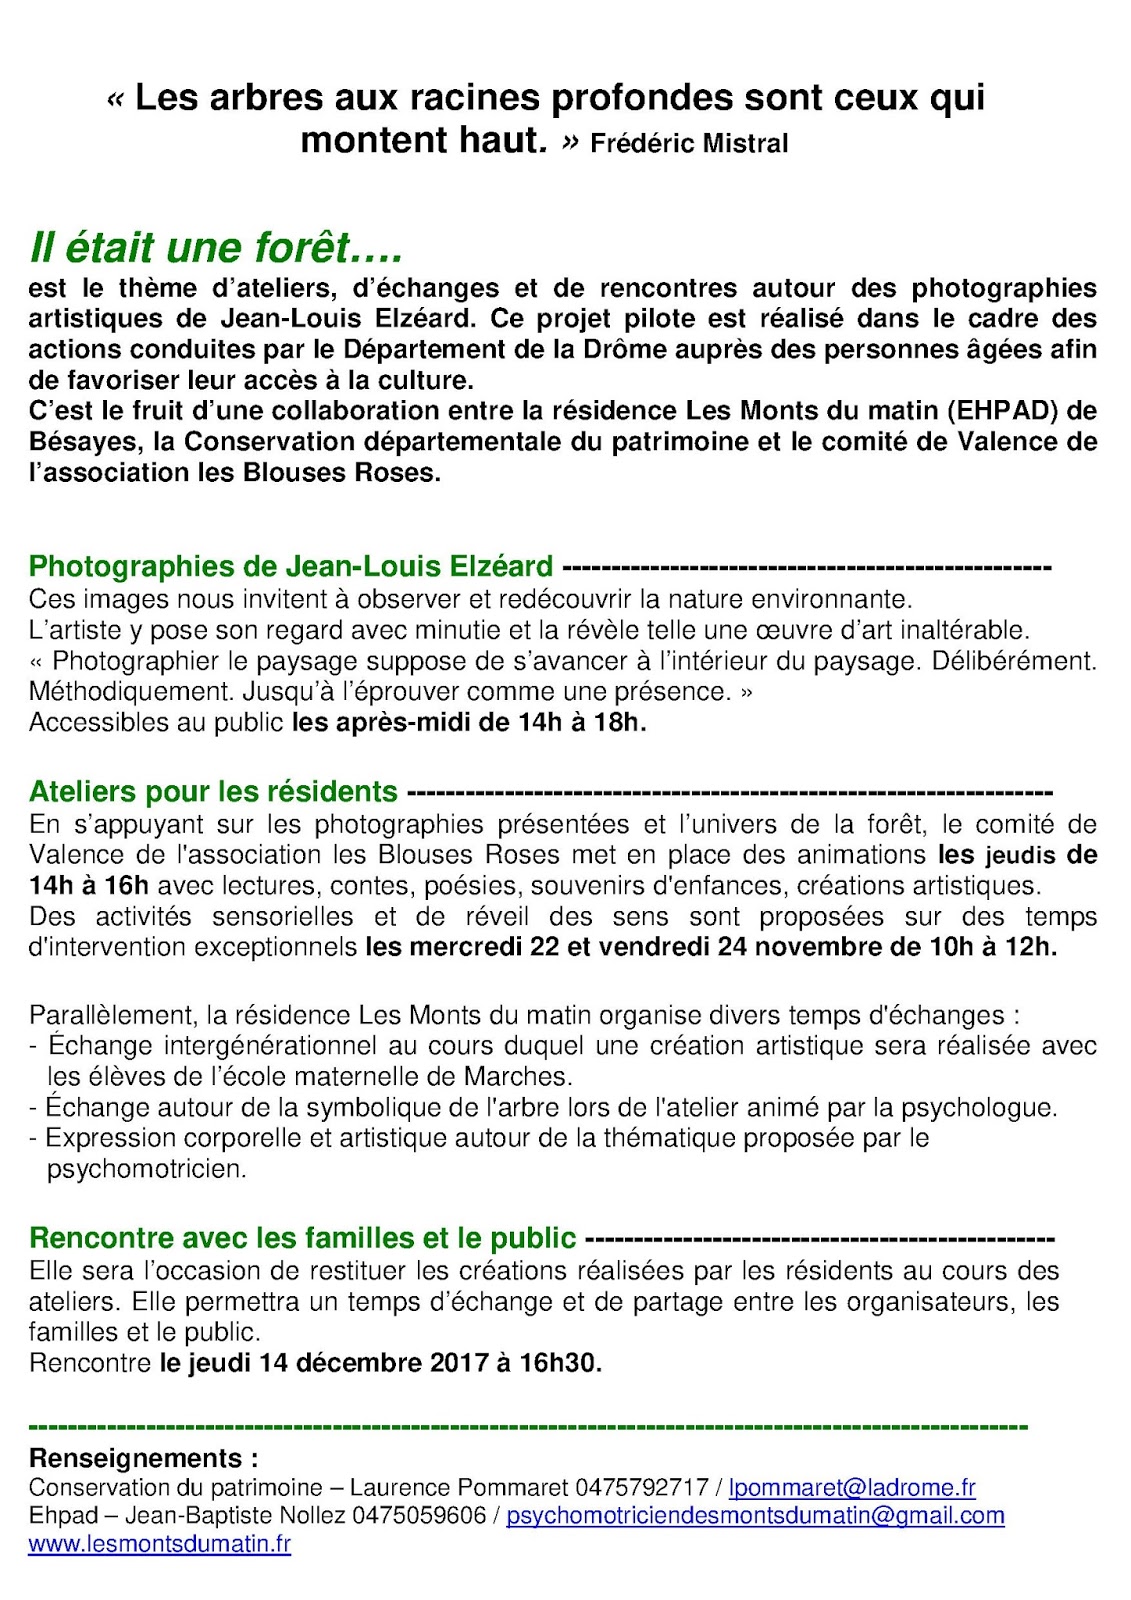 « Les arbres aux racines profondes sont ceux qui
montent haut. » Frédéric Mistral
Il était une forêt….
est le thème d’ateliers, d’échanges et de rencontres autour des photographies
artistiques de Jean-Louis Elzéard. Ce projet pilote est réalisé dans le cadre des
actions conduites par le Département de la Drôme auprès des personnes âgées afin
de favoriser leur accès à la culture.
C’est le fruit d’une collaboration entre la résidence Les Monts du matin (EHPAD) de
Bésayes, la Conservation départementale du patrimoine et le comité de Valence de
l’association les Blouses Roses.
Photographies de Jean-Louis Elzéard --------------------------------------------------
Ces images nous invitent à observer et redécouvrir la nature environnante.
L’artiste y pose son regard avec minutie et la révèle telle une œuvre d’art inaltérable.
« Photographier le paysage suppose de s’avancer à l’intérieur du paysage. Délibérément.
Méthodiquement. Jusqu’à l’éprouver comme une présence. »
Accessibles au public les après-midi de 14h à 18h.
Ateliers pour les résidents ------------------------------------------------------------------
En s’appuyant sur les photographies présentées et l’univers de la forêt, le comité de
Valence de l'association les Blouses Roses met en place des animations les jeudis de
14h à 16h avec lectures, contes, poésies, souvenirs d'enfances, créations artistiques.
Des activités sensorielles et de réveil des sens sont proposées sur des temps
d'intervention exceptionnels les mercredi 22 et vendredi 24 novembre de 10h à 12h.
Parallèlement, la résidence Les Monts du matin organise divers temps d'échanges :
- Échange intergénérationnel au cours duquel une création artistique sera réalisée avec
les élèves de l’école maternelle de Marches.
- Échange autour de la symbolique de l'arbre lors de l'atelier animé par la psychologue.
- Expression corporelle et artistique autour de la thématique proposée par le
psychomotricien.
Rencontre avec les familles et le public ------------------------------------------------
Elle sera l’occasion de restituer les créations réalisées par les résidents au cours des
ateliers. Elle permettra un temps d’échange et de partage entre les organisateurs, les
familles et le public.
Rencontre le jeudi 14 décembre 2017 à 16h30.
------------------------------------------------------------------------------------------------------
Renseignements :
Conservation du patrimoine – Laurence Pommaret 0475792717 / lpommaret@ladrome.fr
Ehpad – Jean-Baptiste Nollez 0475059606 / psychomotriciendesmontsdumatin@gmail.com
www.lesmontsdumatin.fr